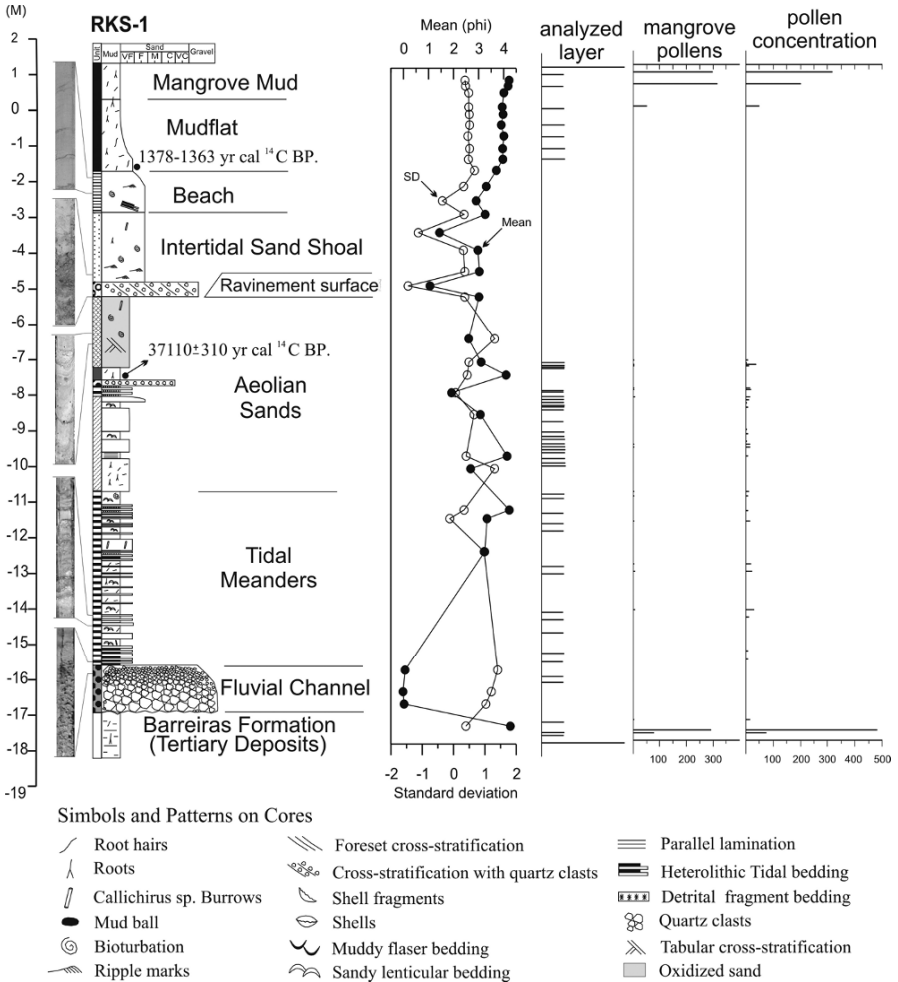 (M)
RKS-1
Unit
Mud
Sand
VF F M C VC
Gravel
Mean (phi)
0 1 2 3 4
analyzed
layer
mangrove
pollens
pollen
concentration
2
1
0
-1
-2
-3
-4
-5
-6
-7
-8
-9
-10
-11
-12
-13
-14
-15
-16
-17
-18
-19
Mangrove Mud
Mudflat
1378-1363 yr cal 14C BP.
Beach
Intertidal Sand Shoal
Ravinement surface
37110±310 yr cal 14C BP.
Aeolian
Sands
Tidal
Meanders
Fluvial Channel
Barreiras Formation
(Tertiary Deposits)
SD
Mean
-2 -1 0 1 2
Standard deviation
100 200 300
0 100 200 300 400 500
Simbols and Patterns on Cores
Root hairs
Roots
Callichirus sp. Burrows
Mud ball
Bioturbation
Ripple marks
Foreset cross-stratification
Cross-stratification with quartz clasts
Shell fragments
Shells
Muddy flaser bedding
Sandy lenticular bedding
Parallel lamination
Heterolithic Tidal bedding
Detrital fragment bedding
Quartz clasts
Tabular cross-stratification
Oxidized sand